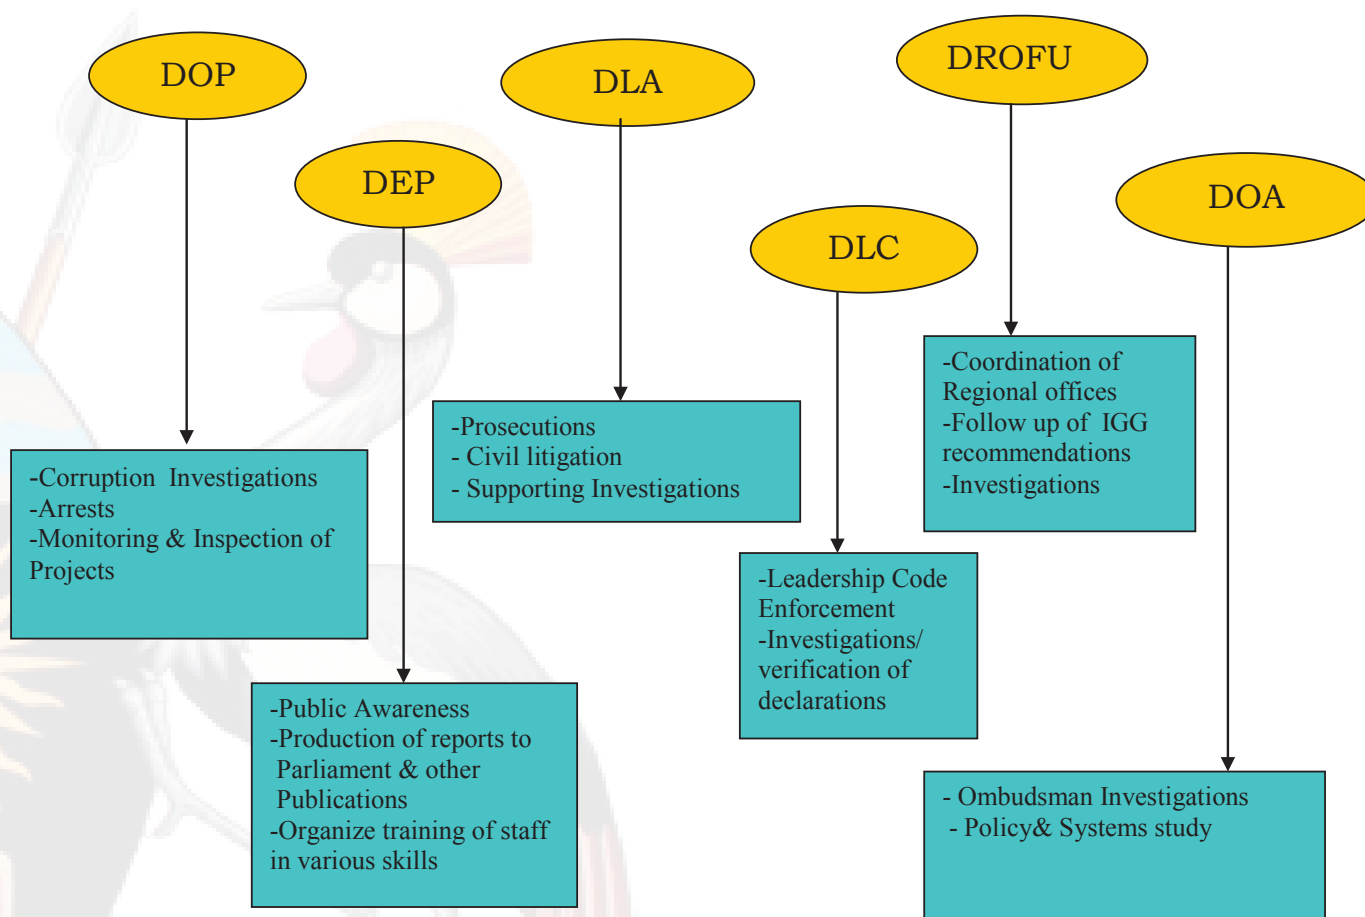 DOP
-Corruption Investigations
-Arrests
-Monitoring & Inspection of
Projects
DEP
-Public Awareness
-Production of reports to
Parliament & other
Publications
-Organize training of staff
in various skills
DLA
-Prosecutions
- Civil litigation
- Supporting Investigations
DLC
-Leadership Code
Enforcement
-Investigations/
verification of
declarations
DROFU
-Coordination of
Regional offices
-Follow up of IGG
recommendations
-Investigations
DOA
- Ombudsman Investigations
- Policy& Systems study